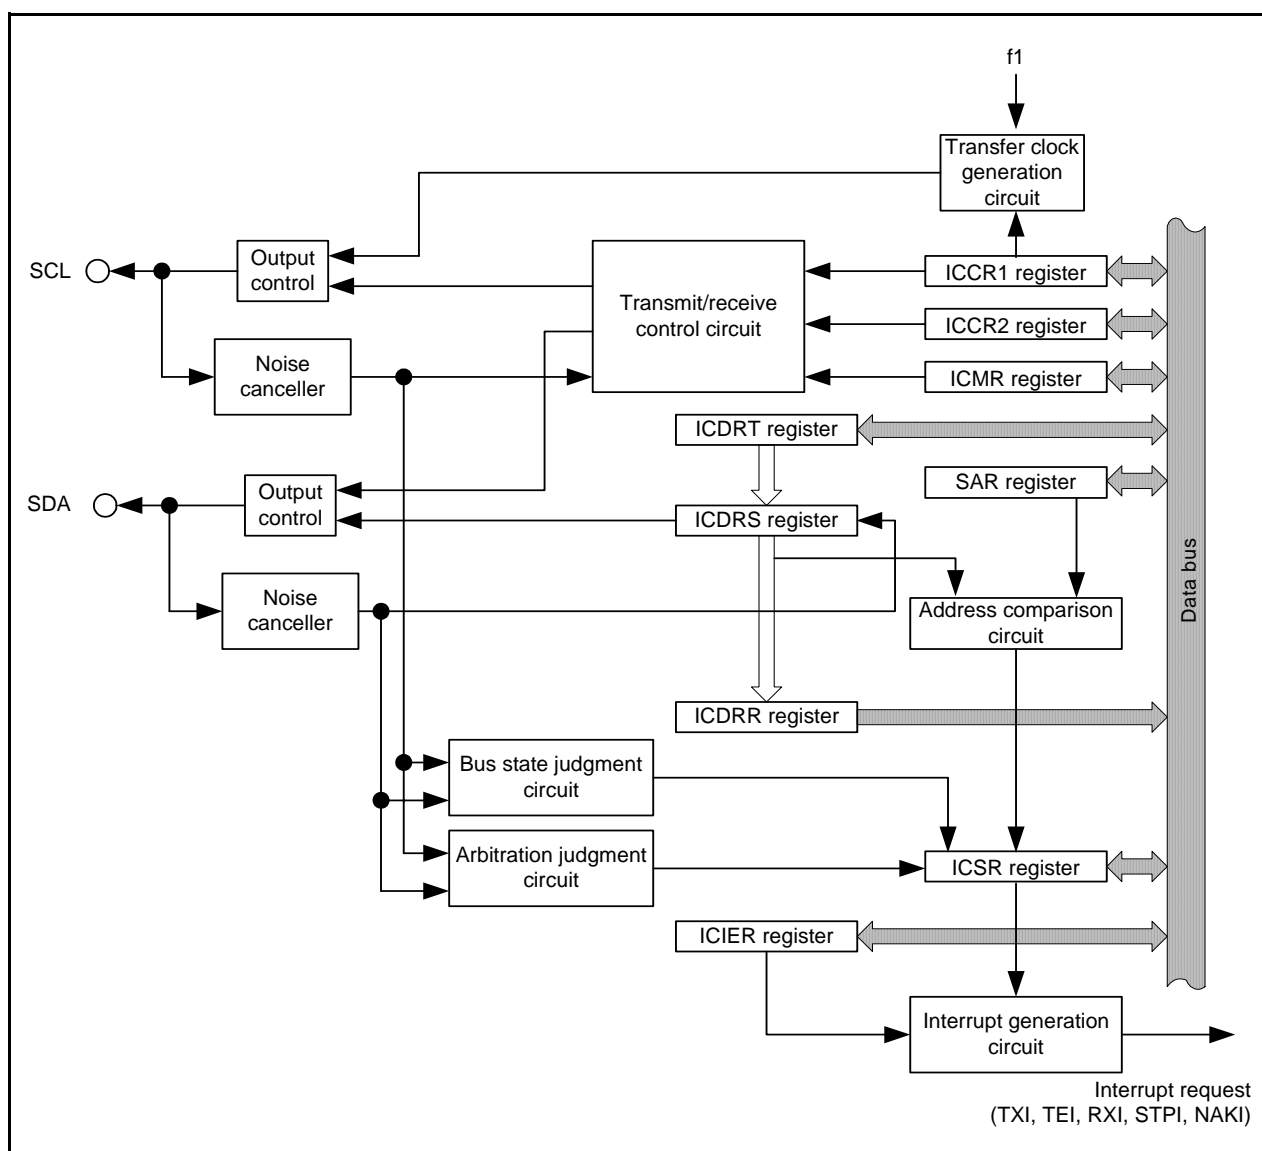 f1
Transfer clock
generation
circuit
SCL
Output
control
Transmit/receive
control circuit
ICCR1 register
ICCR2 register
Noise
canceller
ICMR register
ICDRT register
SDA
Output
control
SAR register
ICDRS register
Data bus
Noise
canceller
Address comparison
circuit
ICDRR register
Bus state judgment
circuit
Arbitration judgment
circuit
ICSR register
ICIER register
Interrupt generation
circuit
Interrupt request
(TXI, TEI, RXI, STPI, NAKI)